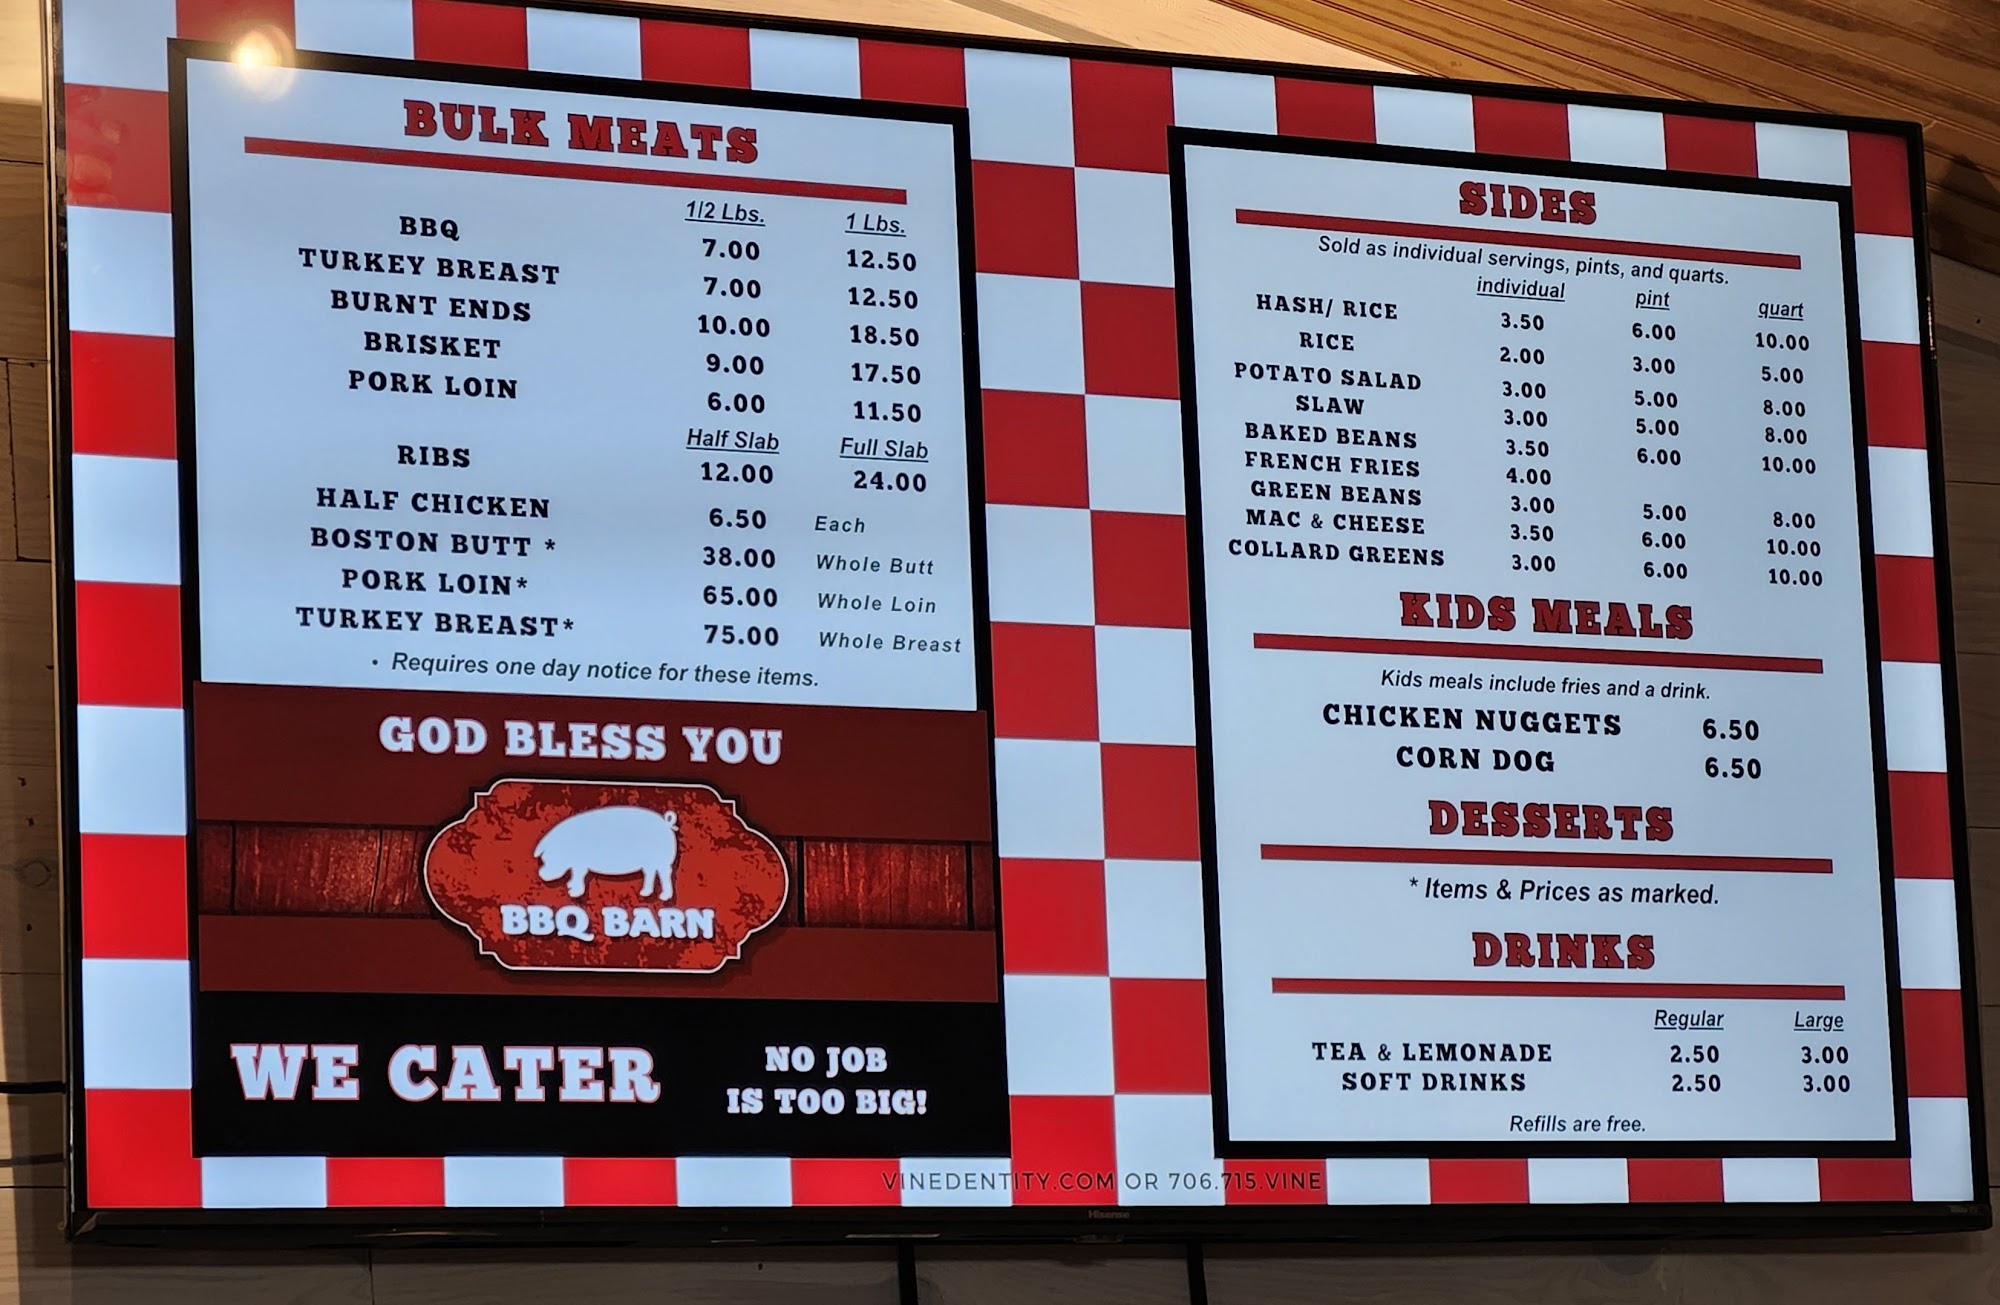 BULK MEATS
1/2 Lbs. 1 Lbs.
BBQ 7.00 12.50
TURKEY BREAST 7.00 12.50
BURNT ENDS 10.00 18.50
BRISKET 9.00 17.50
PORK LOIN 6.00 11.50
Half Slab Full Slab
RIBS 12.00 24.00
HALF CHICKEN 6.50 Each
BOSTON BUTT * 38.00 Whole Butt
PORK LOIN* 65.00 Whole Loin
TURKEY BREAST* 75.00 Whole Breast
• Requires one day notice for these items.
GOD BLESS YOU
BBQ BARN
WE CATER
NO JOB
IS TOO BIG!
SIDES
Sold as individual servings, pints, and quarts.
individual pint quart
HASH/ RICE 3.50 6.00 10.00
RICE 2.00 3.00 5.00
POTATO SALAD 3.00 5.00 8.00
SLAW 3.00 5.00 8.00
BAKED BEANS 3.50 6.00 10.00
FRENCH FRIES 4.00
GREEN BEANS 3.00 5.00 8.00
MAC & CHEESE 3.50 6.00 10.00
COLLARD GREENS 3.00 6.00 10.00
KIDS MEALS
Kids meals include fries and a drink.
CHICKEN NUGGETS 6.50
CORN DOG 6.50
DESSERTS
* Items & Prices as marked.
DRINKS
Regular Large
TEA & LEMONADE 2.50 3.00
SOFT DRINKS 2.50 3.00
Refills are free.
VINEDENTITY.COM OR 706.715.VINE
Hisense